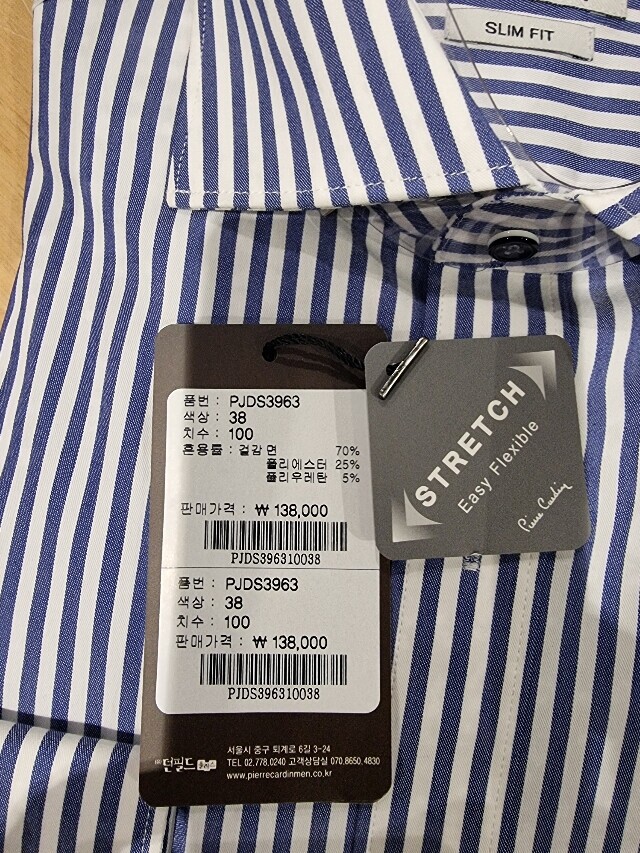 SLIM FIT
품번 : PJDS3963
색상 : 38
치수 : 100
혼용률 : 겉감 면 70%
폴리에스터 25%
폴리우레탄 5%
판매가격 : ₩ 138,000
PJDS396310038
품번 : PJDS3963
색상 : 38
치수 : 100
판매가격 : ₩ 138,000
PJDS396310038
던필드
서울시 중구 퇴계로 6길 3-24
TEL 02.778.0240 고객상담실 070.8650.4830
www.pierrecardinmen.co.kr
STRETCH
Easy Flexible
Pierre Cardin